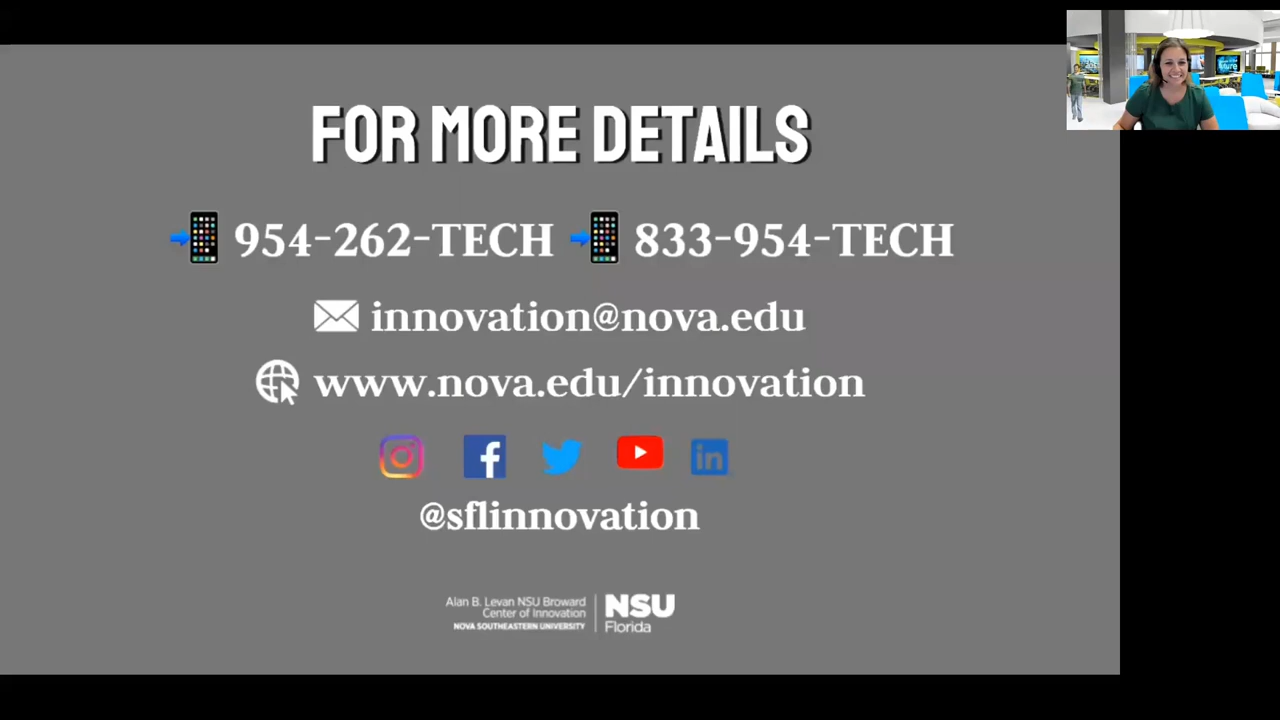 FOR MORE DETAILS
954-262-TECH 833-954-TECH
innovation@nova.edu
www.nova.edu/innovation
@sflinnovation
Alan B. Levan NSU Broward
Center of Innovation
NOVA SOUTHEASTERN UNIVERSITY
NSU
Florida